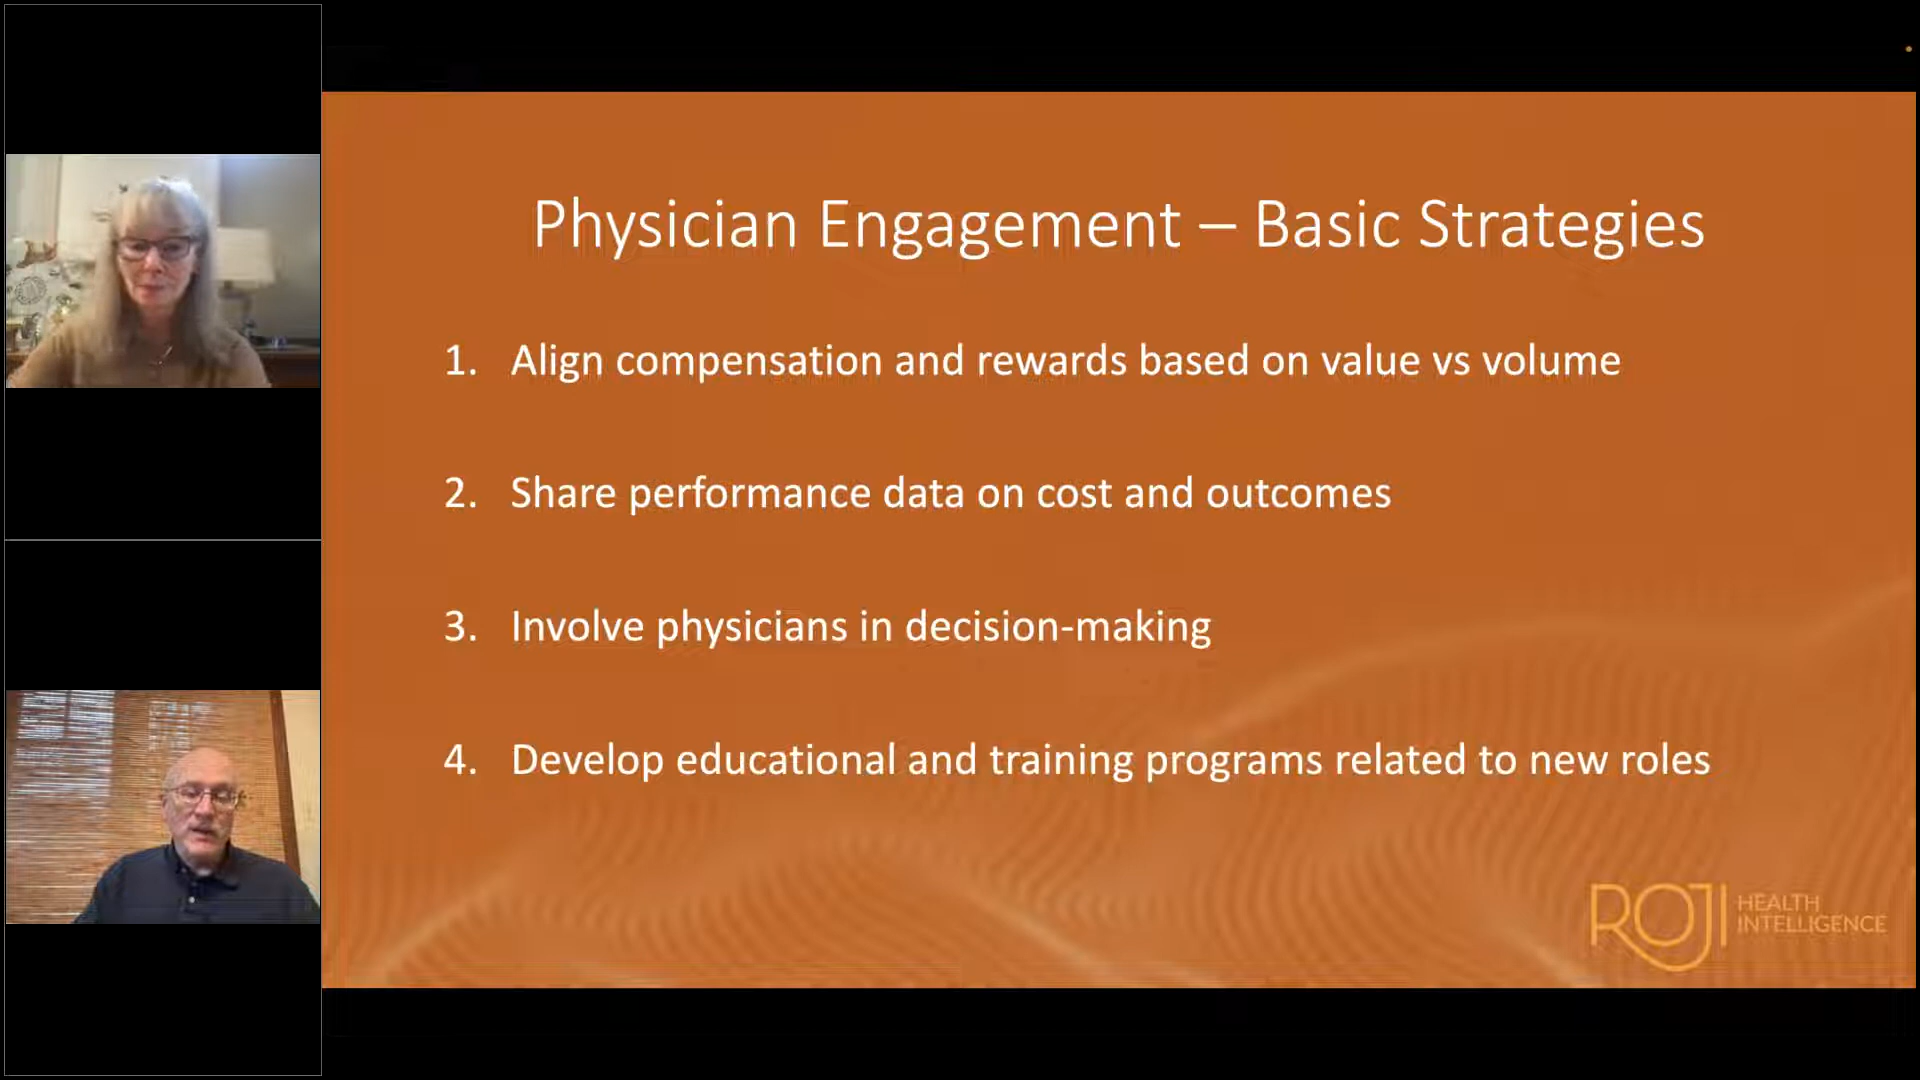 Physician Engagement – Basic Strategies
1. Align compensation and rewards based on value vs volume
2. Share performance data on cost and outcomes
3. Involve physicians in decision-making
4. Develop educational and training programs related to new roles
ROJI HEALTH
INTELLIGENCE